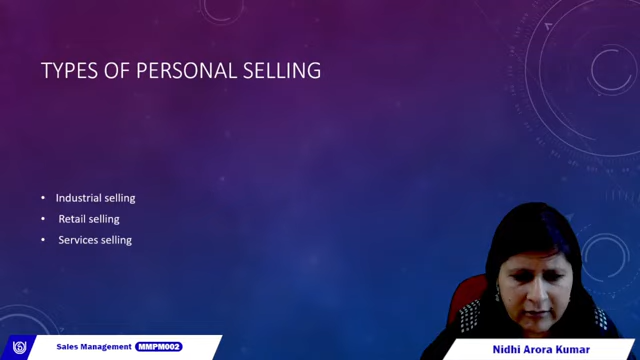 TYPES OF PERSONAL SELLING
• Industrial selling
• Retail selling
• Services selling
Sales Management MMPM002
Nidhi Arora Kumar